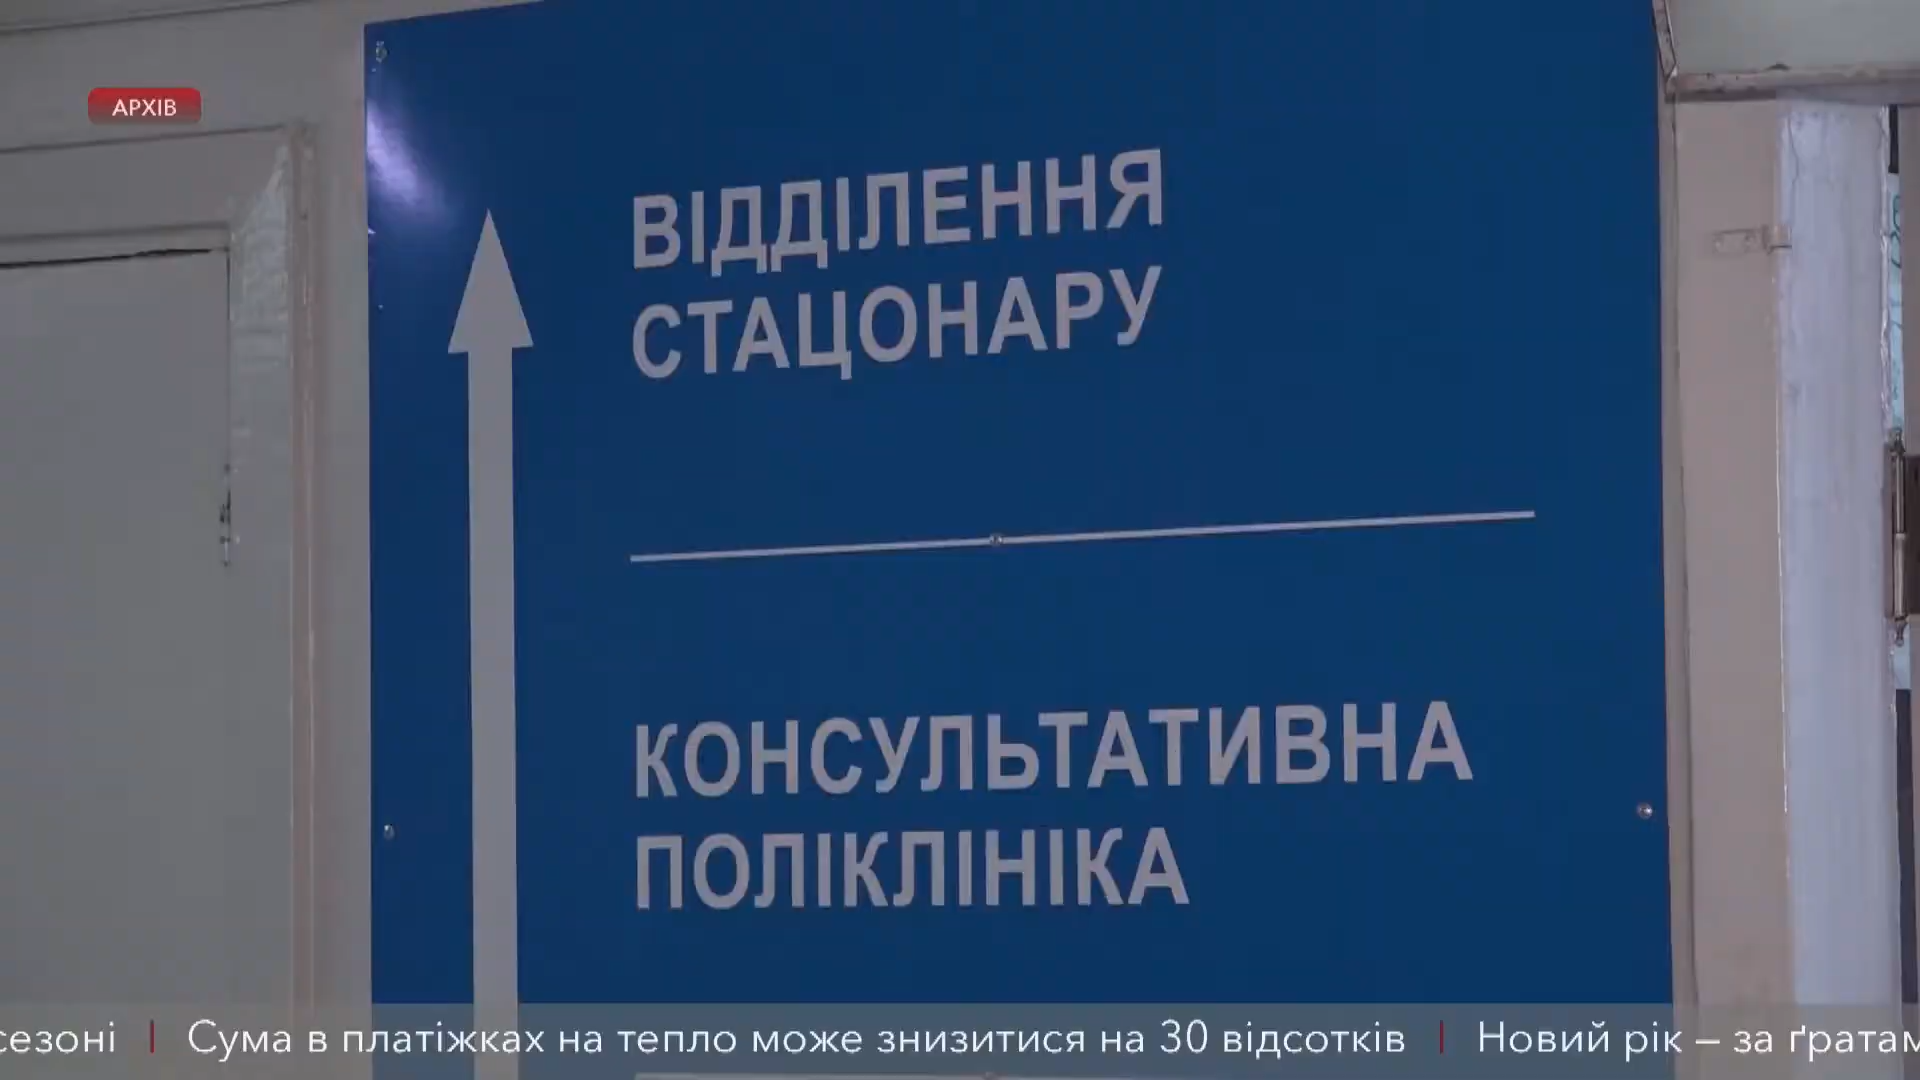 АРХІВ
ВІДДІЛЕННЯ
СТАЦОНАРУ
КОНСУЛЬТАТИВНА
ПОЛІКЛІНІКА
сезоні | Сума в платіжках на тепло може знизитися на 30 відсотків | Новий рік – за ґратам